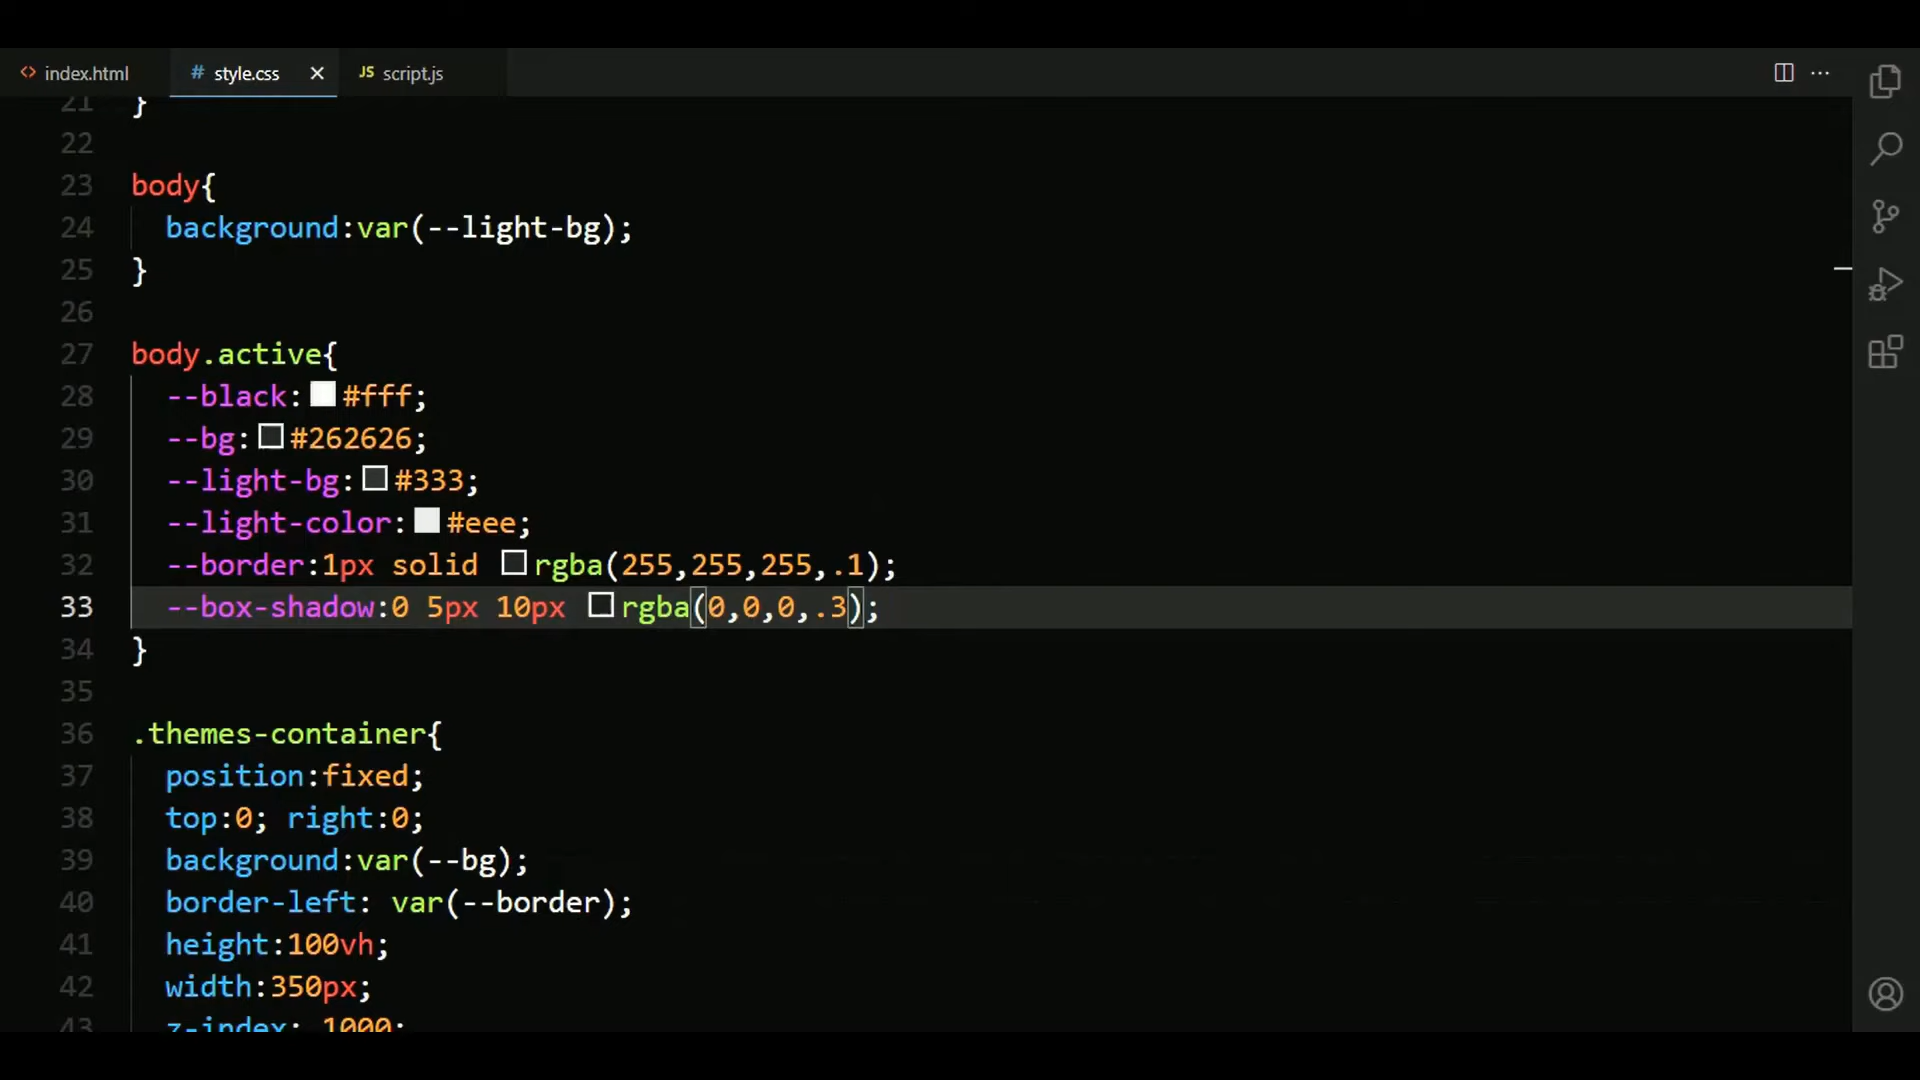 index.html
style.css
JS script.js
21 }
22
23 body{
24 background:var(--light-bg);
25 }
26
27 body.active{
28 --black:#fff;
29 --bg:#262626;
30 --light-bg:#333;
31 --light-color:#eee;
32 --border:1px solid rgba(255,255,255,.1);
33 --box-shadow:0 5px 10px rgba(0,0,0,.3);
34 }
35
36 .themes-container{
37 position:fixed;
38 top:0; right:0;
39 background:var(--bg);
40 border-left: var(--border);
41 height:100vh;
42 width:350px;
43 z-index: 1000;